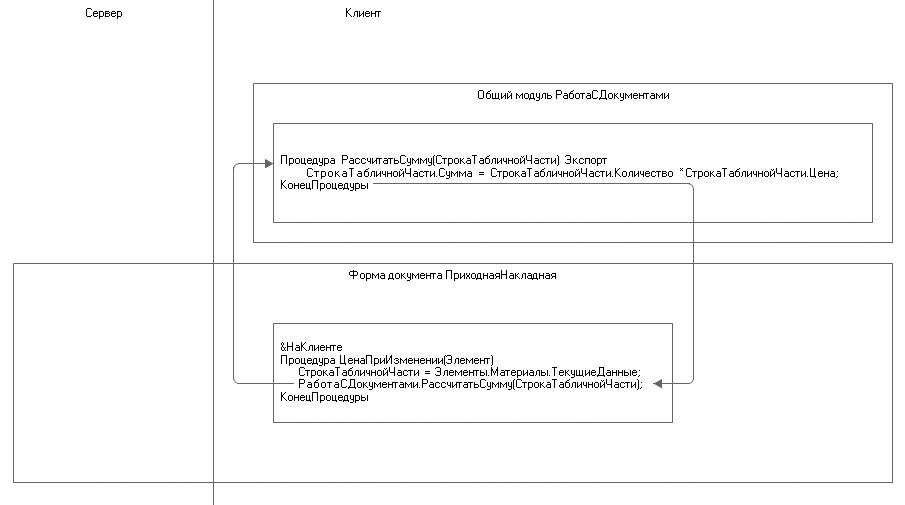 Сервер
Клиент
Общий модуль РаботаСДокументами
Процедура РассчитатьСумму(СтрокаТабличнойЧасти) Экспорт
СтрокаТабличнойЧасти.Сумма = СтрокаТабличнойЧасти.Количество *СтрокаТабличнойЧасти.Цена;
КонецПроцедуры
Форма документа ПриходнаяНакладная
&НаКлиенте
Процедура ЦенаПриИзменении(Элемент)
СтрокаТабличнойЧасти = Элементы.Материалы.ТекущиеДанные;
РаботаСДокументами.РассчитатьСумму(СтрокаТабличнойЧасти);
КонецПроцедуры